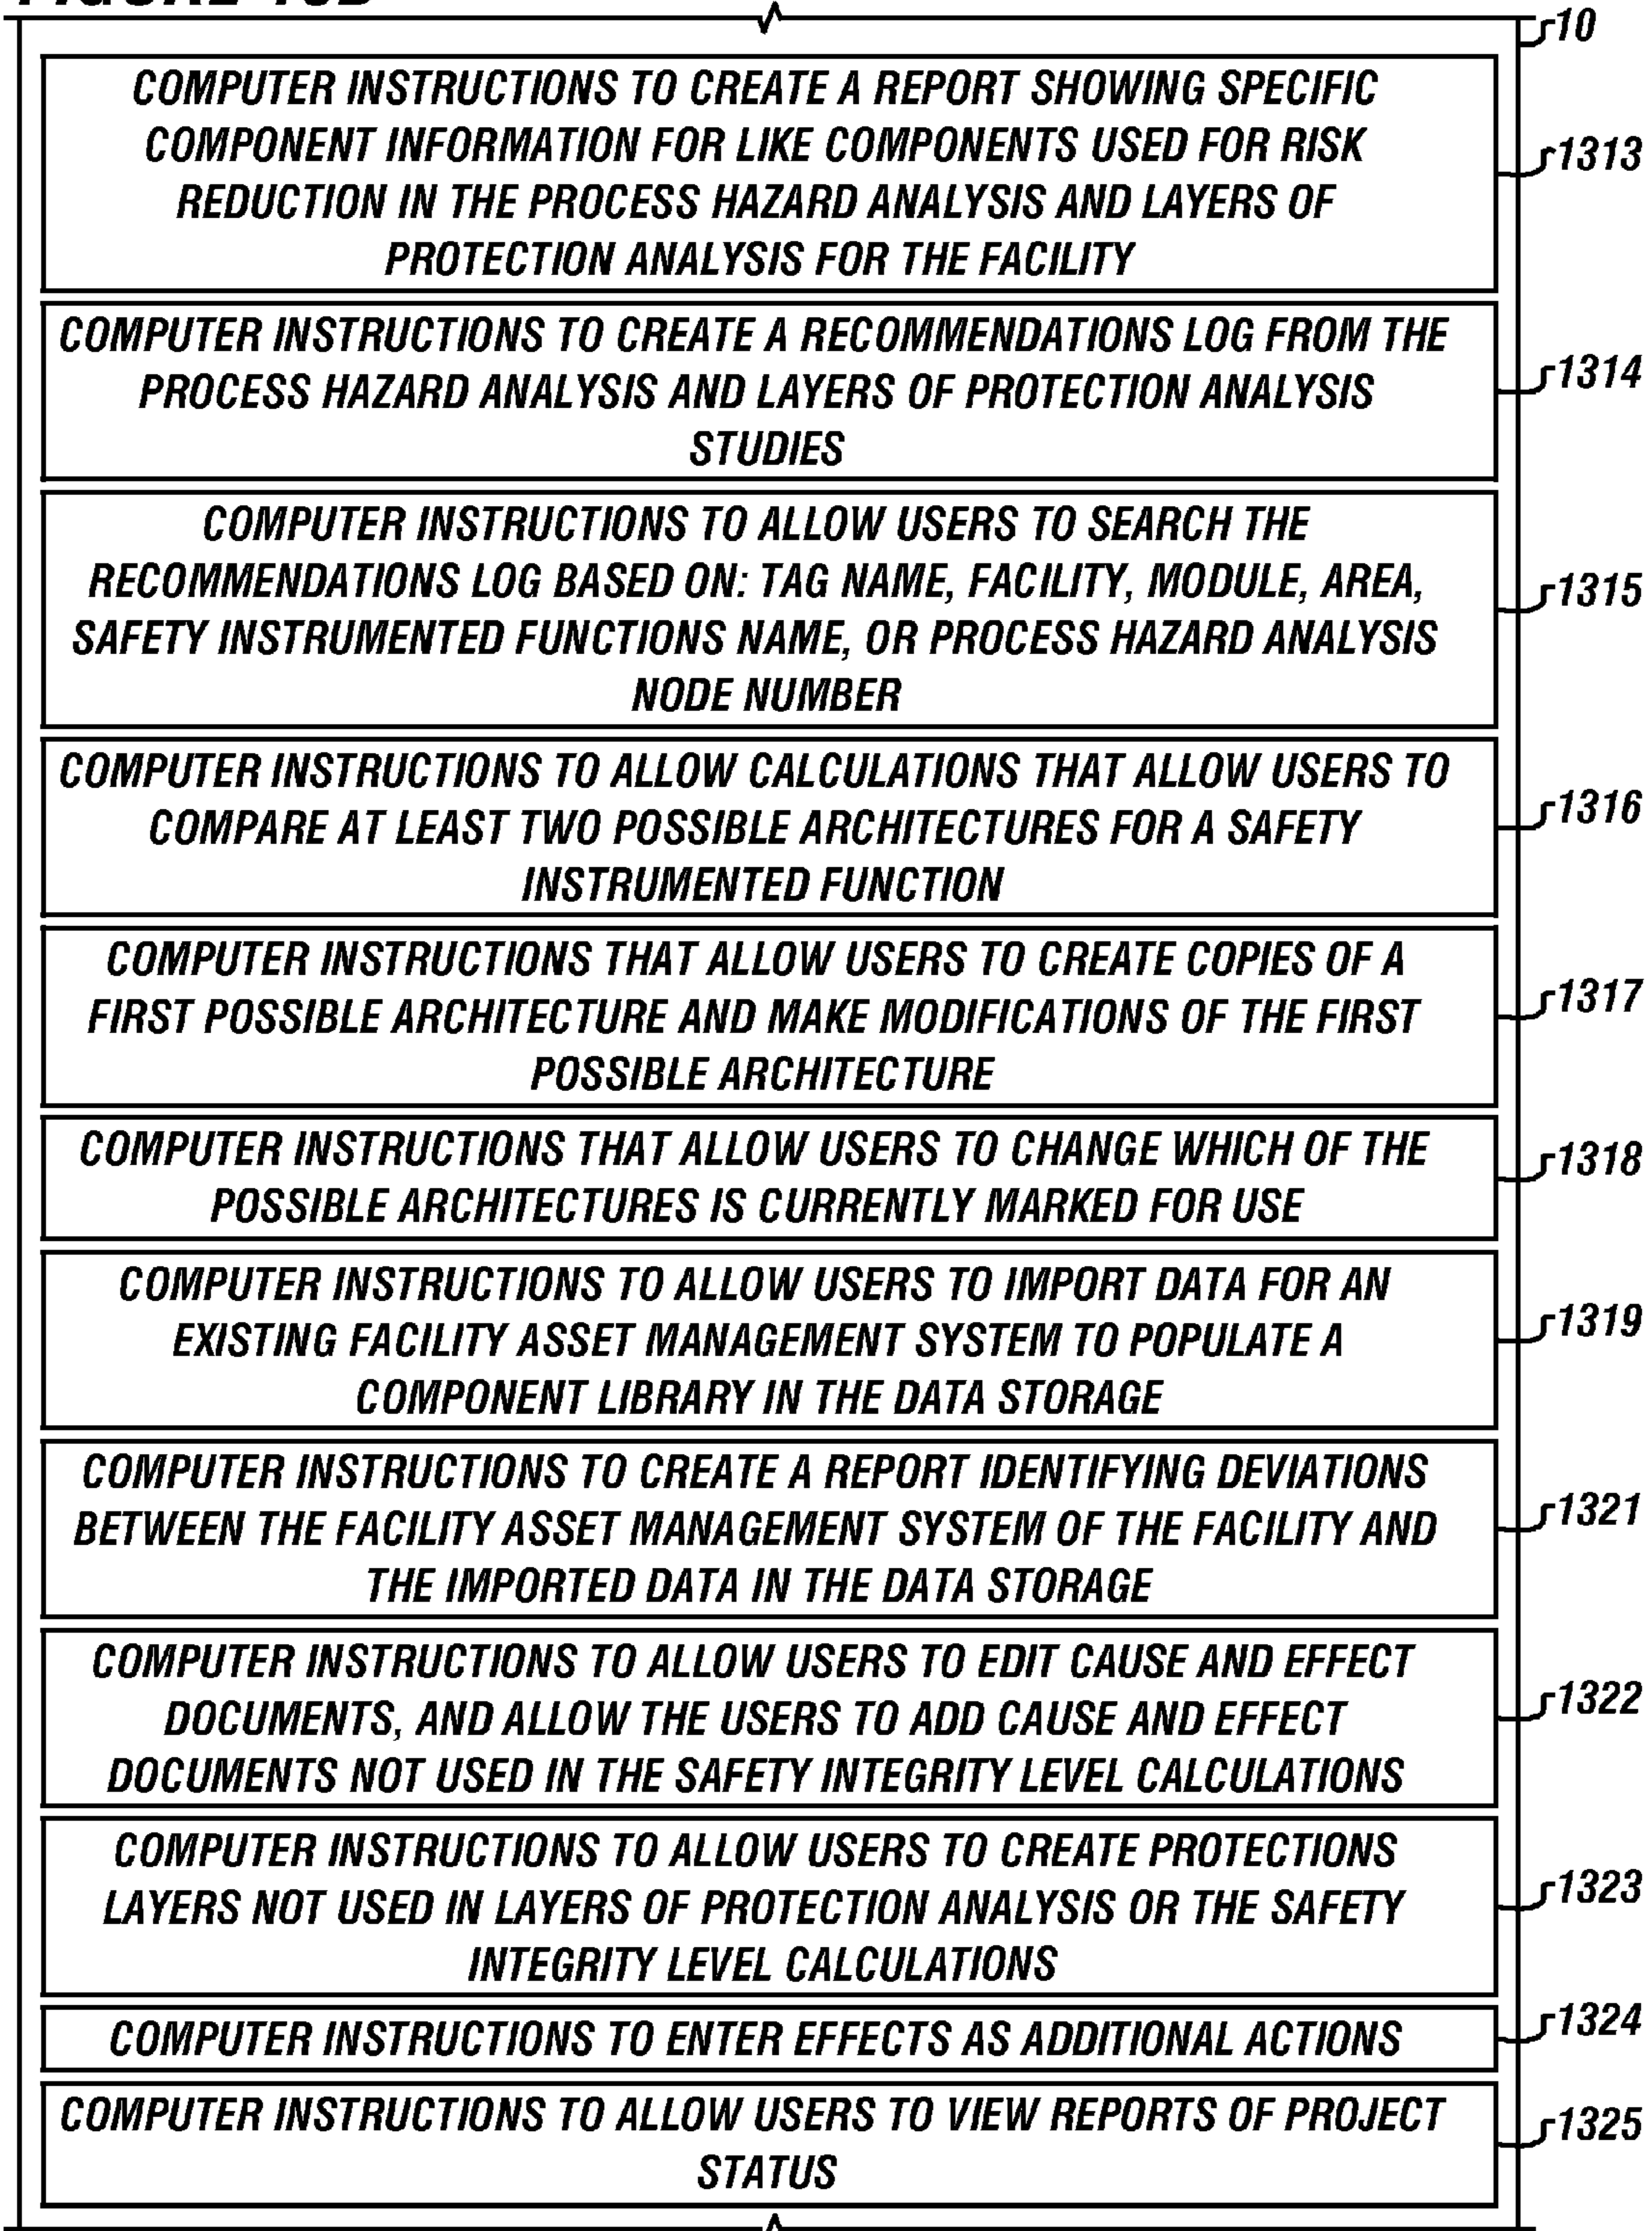 10
COMPUTER INSTRUCTIONS TO CREATE A REPORT SHOWING SPECIFIC
COMPONENT INFORMATION FOR LIKE COMPONENTS USED FOR RISK
REDUCTION IN THE PROCESS HAZARD ANALYSIS AND LAYERS OF
PROTECTION ANALYSIS FOR THE FACILITY
1313
COMPUTER INSTRUCTIONS TO CREATE A RECOMMENDATIONS LOG FROM THE
PROCESS HAZARD ANALYSIS AND LAYERS OF PROTECTION ANALYSIS
STUDIES
1314
COMPUTER INSTRUCTIONS TO ALLOW USERS TO SEARCH THE
RECOMMENDATIONS LOG BASED ON: TAG NAME, FACILITY, MODULE, AREA,
SAFETY INSTRUMENTED FUNCTIONS NAME, OR PROCESS HAZARD ANALYSIS
NODE NUMBER
1315
COMPUTER INSTRUCTIONS TO ALLOW CALCULATIONS THAT ALLOW USERS TO
COMPARE AT LEAST TWO POSSIBLE ARCHITECTURES FOR A SAFETY
INSTRUMENTED FUNCTION
1316
COMPUTER INSTRUCTIONS THAT ALLOW USERS TO CREATE COPIES OF A
FIRST POSSIBLE ARCHITECTURE AND MAKE MODIFICATIONS OF THE FIRST
POSSIBLE ARCHITECTURE
1317
COMPUTER INSTRUCTIONS THAT ALLOW USERS TO CHANGE WHICH OF THE
POSSIBLE ARCHITECTURES IS CURRENTLY MARKED FOR USE
1318
COMPUTER INSTRUCTIONS TO ALLOW USERS TO IMPORT DATA FOR AN
EXISTING FACILITY ASSET MANAGEMENT SYSTEM TO POPULATE A
COMPONENT LIBRARY IN THE DATA STORAGE
1319
COMPUTER INSTRUCTIONS TO CREATE A REPORT IDENTIFYING DEVIATIONS
BETWEEN THE FACILITY ASSET MANAGEMENT SYSTEM OF THE FACILITY AND
THE IMPORTED DATA IN THE DATA STORAGE
1321
COMPUTER INSTRUCTIONS TO ALLOW USERS TO EDIT CAUSE AND EFFECT
DOCUMENTS, AND ALLOW THE USERS TO ADD CAUSE AND EFFECT
DOCUMENTS NOT USED IN THE SAFETY INTEGRITY LEVEL CALCULATIONS
1322
COMPUTER INSTRUCTIONS TO ALLOW USERS TO CREATE PROTECTIONS
LAYERS NOT USED IN LAYERS OF PROTECTION ANALYSIS OR THE SAFETY
INTEGRITY LEVEL CALCULATIONS
1323
COMPUTER INSTRUCTIONS TO ENTER EFFECTS AS ADDITIONAL ACTIONS
1324
COMPUTER INSTRUCTIONS TO ALLOW USERS TO VIEW REPORTS OF PROJECT
STATUS
1325